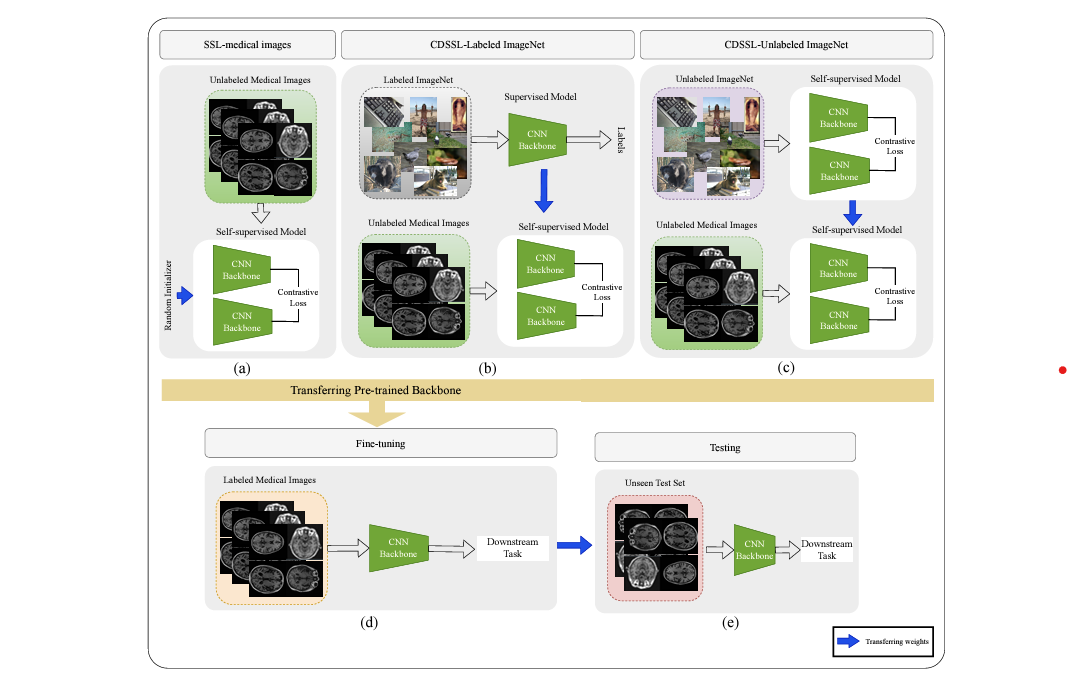 SSL-medical images
CDSSL-Labeled ImageNet
CDSSL-Unlabeled ImageNet
Unlabeled Medical Images
Self-supervised Model
Random Initializer
CNN
Backbone
CNN
Backbone
Contrastive
Loss
(a)
Labeled ImageNet
Supervised Model
CNN
Backbone
Labels
Unlabeled Medical Images
Self-supervised Model
CNN
Backbone
CNN
Backbone
Contrastive
Loss
(b)
Unlabeled ImageNet
Self-supervised Model
CNN
Backbone
CNN
Backbone
Contrastive
Loss
Unlabeled Medical Images
Self-supervised Model
CNN
Backbone
CNN
Backbone
Contrastive
Loss
(c)
Transferring Pre-trained Backbone
Fine-tuning
Labeled Medical Images
CNN
Backbone
Downstream
Task
(d)
Testing
Unseen Test Set
CNN
Backbone
Downstream
Task
(e)
Transferring weights